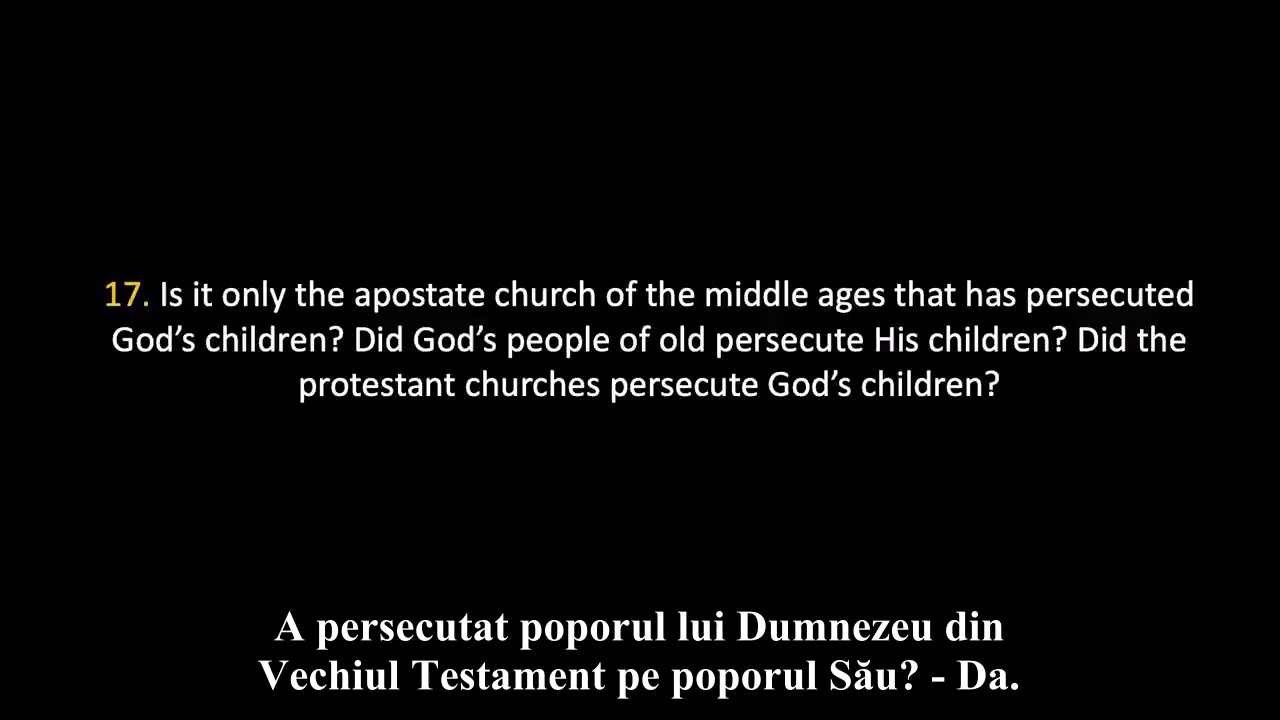 17. Is it only the apostate church of the middle ages that has persecuted
God’s children? Did God’s people of old persecute His children? Did the
protestant churches persecute God’s children?
A persecutat poporul lui Dumnezeu din
Vechiul Testament pe poporul Său? - Da.